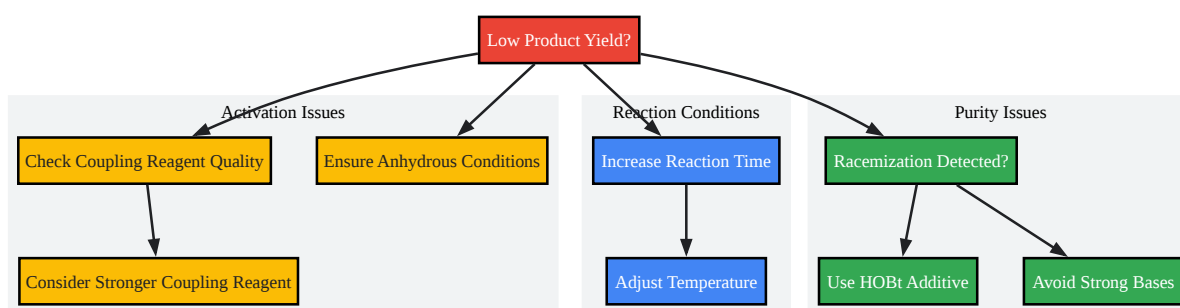 Low Product Yield?
Activation Issues
Reaction Conditions
Purity Issues
Check Coupling Reagent Quality
Ensure Anhydrous Conditions
Increase Reaction Time
Racemization Detected?
Consider Stronger Coupling Reagent
Adjust Temperature
Use HOBt Additive
Avoid Strong Bases